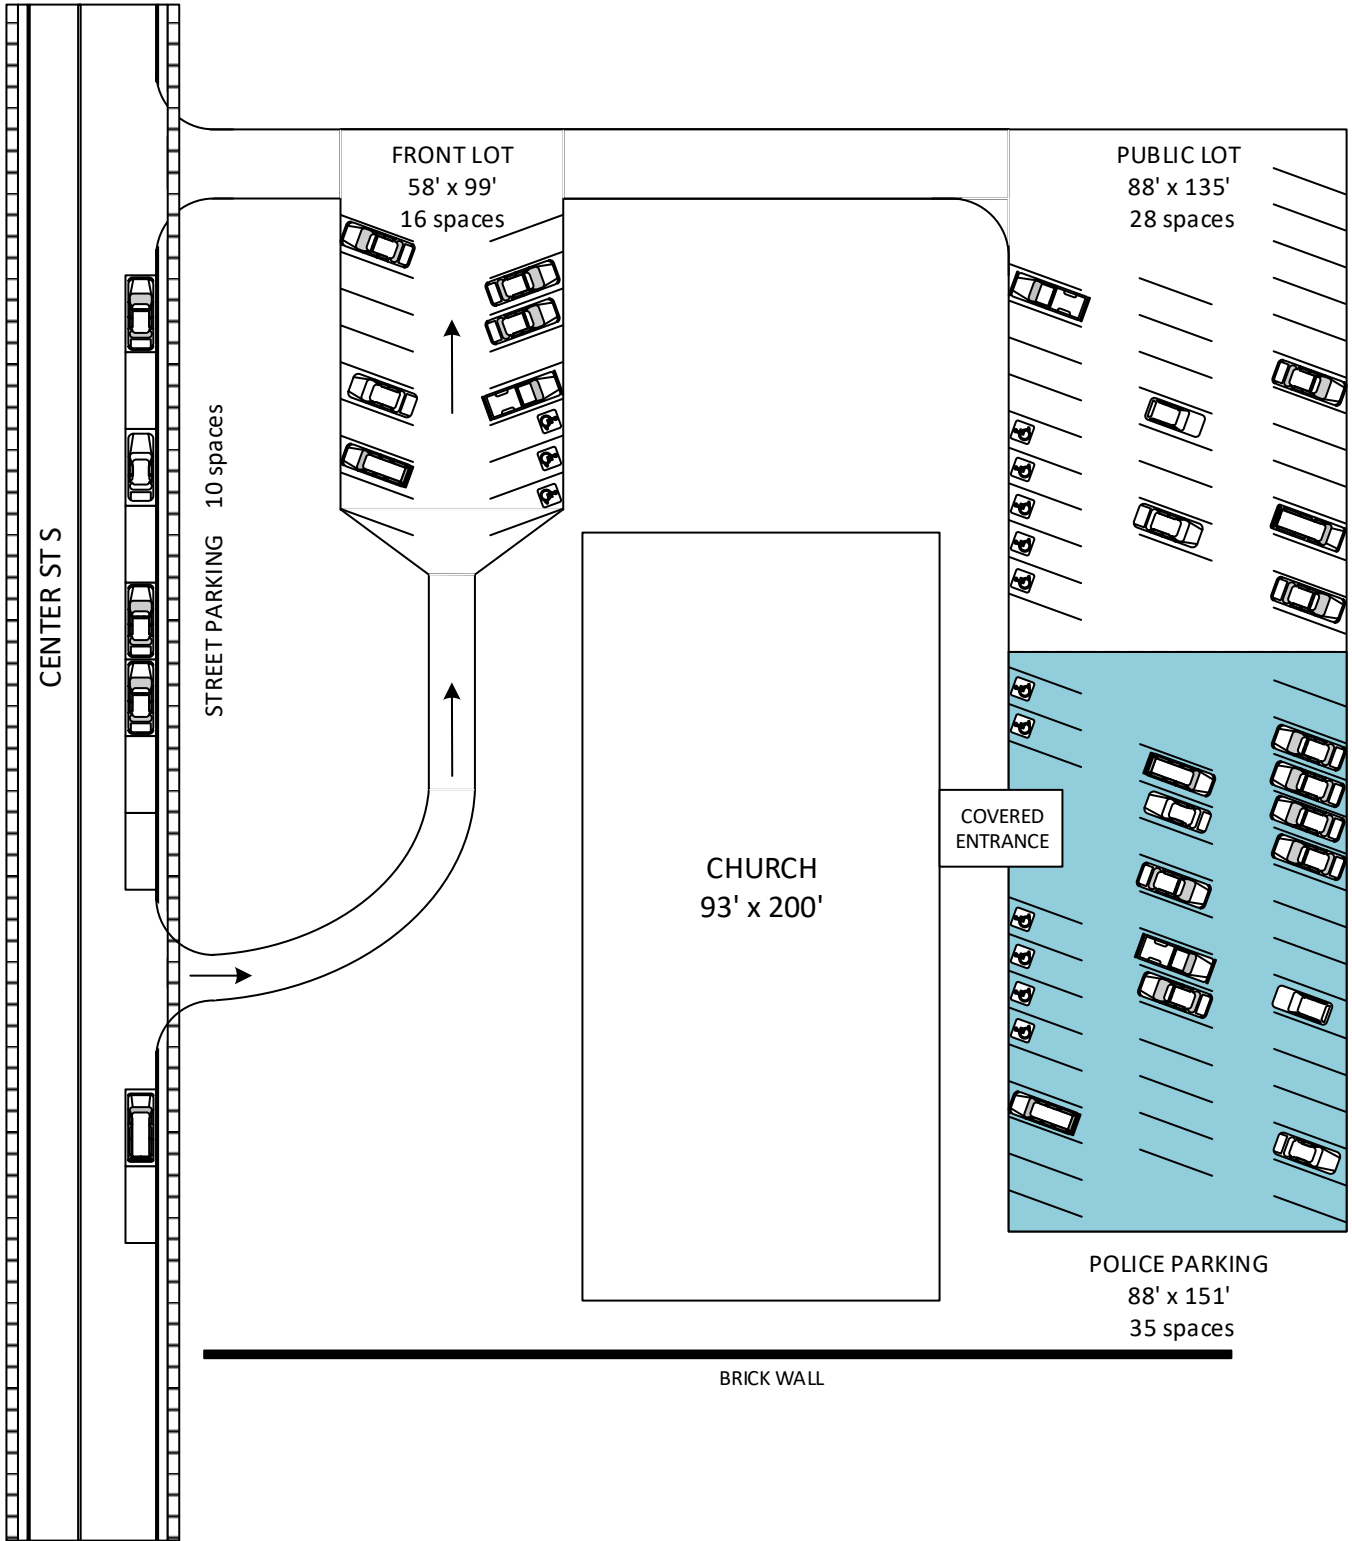 FRONT LOT
58' x 99'
16 spaces
PUBLIC LOT
88' x 135'
28 spaces
CENTER ST S
STREET PARKING 10 spaces
COVERED
ENTRANCE
CHURCH
93' x 200'
POLICE PARKING
88' x 151'
35 spaces
BRICK WALL